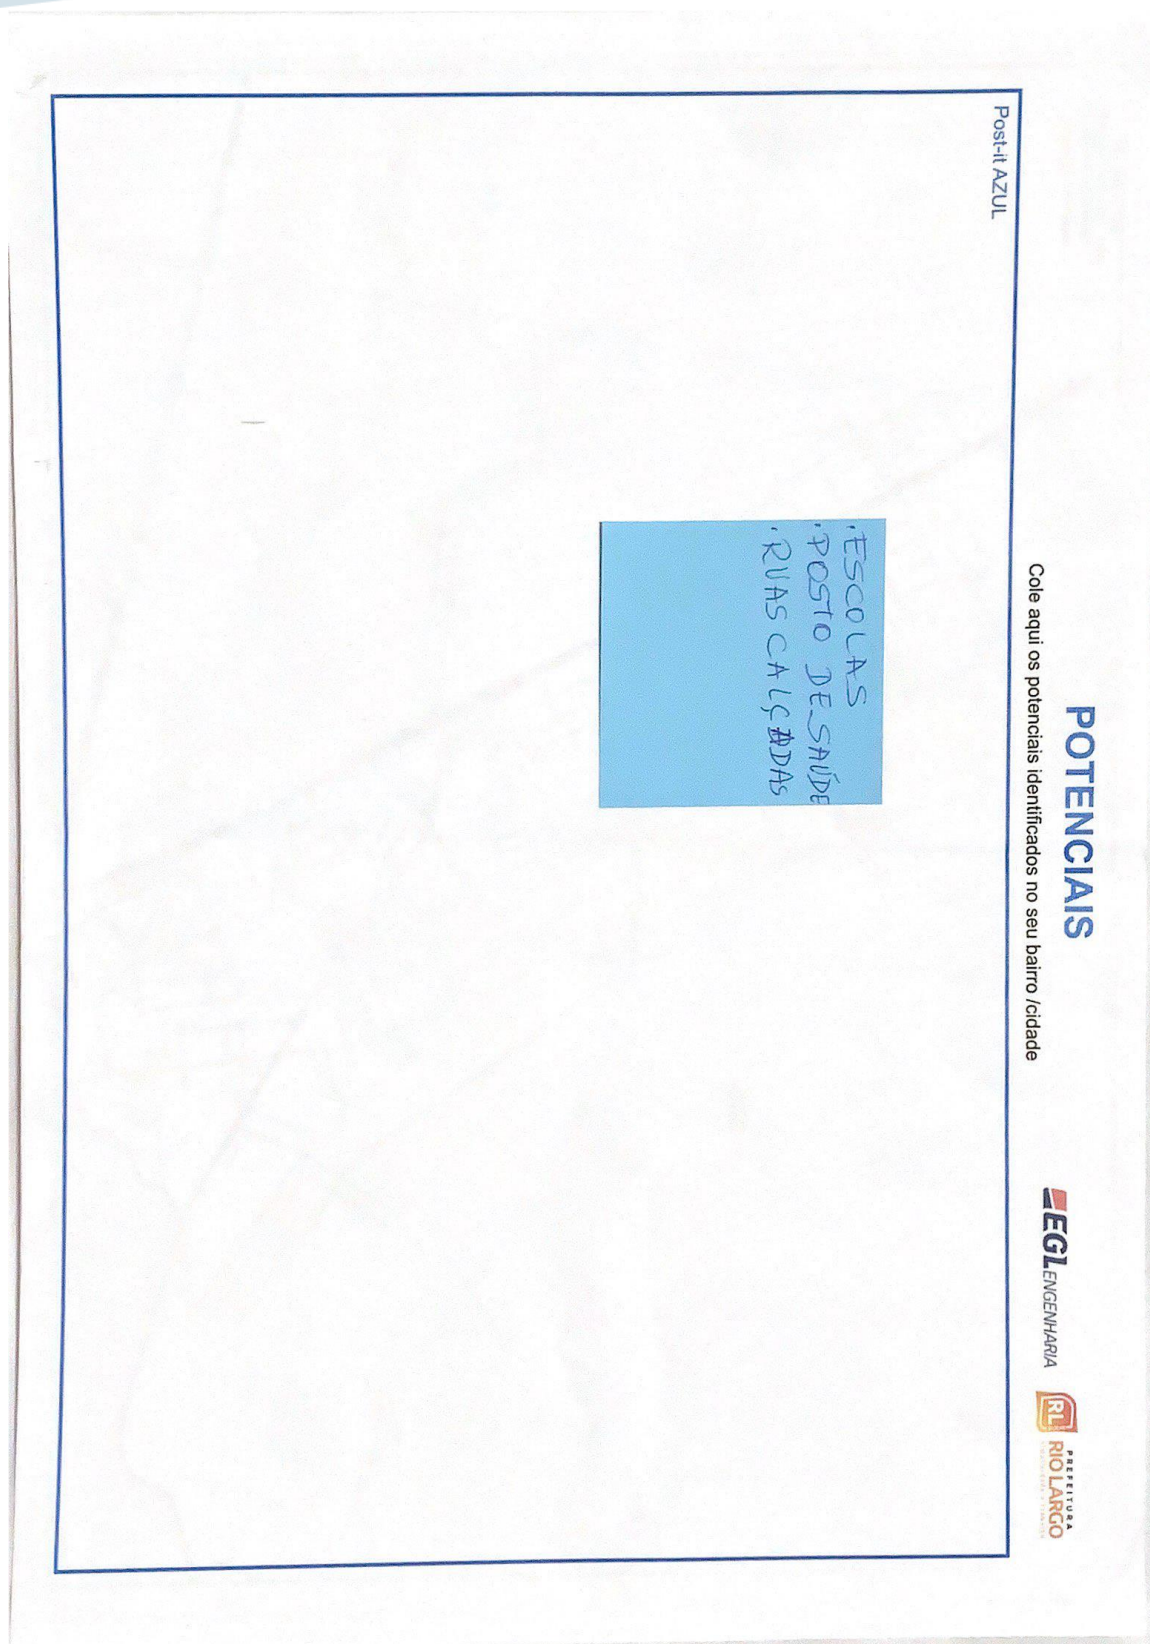 POTENCIAIS
Cole aqui os potenciais identificados no seu bairro /cidade
EGL ENGENHARIA
RL
PREFEITURA
RIO LARGO
Post-it AZUL
· ESCOLAS
· POSTO DE SAÚDE
· RUAS CALÇADAS